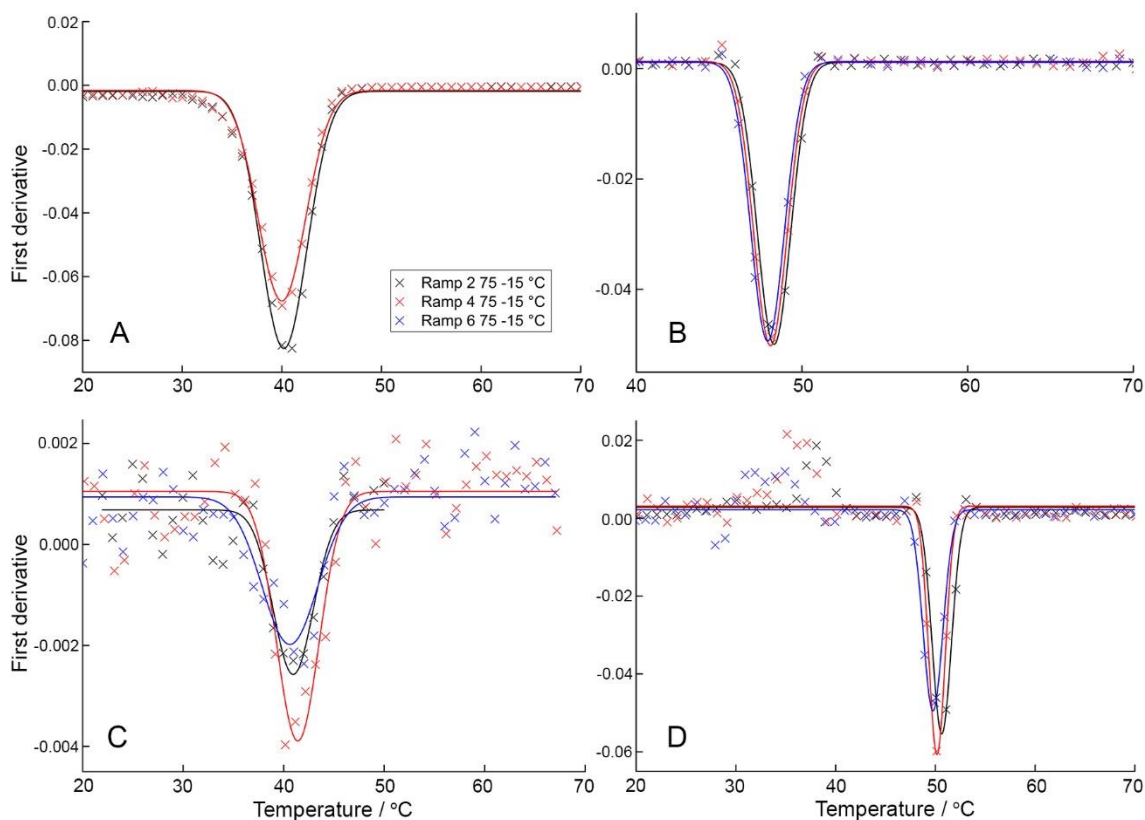 0.02
0.00
-0.02
-0.04
-0.06
-0.08
First derivative
A
Ramp 2 75 -15 °C
Ramp 4 75 -15 °C
Ramp 6 75 -15 °C
20 30 40 50 60 70
0.00
-0.02
-0.04
B
40 50 60 70
0.002
0.000
-0.002
-0.004
First derivative
C
20 30 40 50 60 70
Temperature / °C
0.02
0.00
-0.02
-0.04
-0.06
D
20 30 40 50 60 70
Temperature / °C